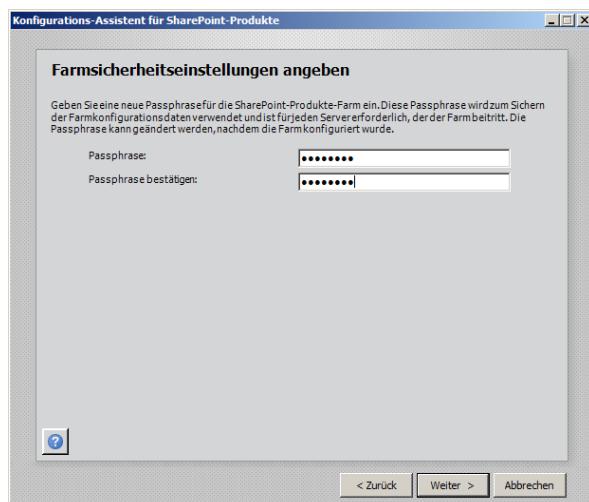 Konfigurations-Assistent für SharePoint-Produkte
Farmsicherheitseinstellungen angeben
Geben Sie eine neue Passphrase für die SharePoint-Produkte-Farm ein. Diese Passphrase wird zum Sichern
der Farmkonfigurationsdaten verwendet und ist für jeden Server erforderlich, der der Farm beitritt. Die
Passphrase kann geändert werden, nachdem die Farm konfiguriert wurde.
Passphrase: ••••••••
Passphrase bestätigen: ••••••••
?
< Zurück Weiter > Abbrechen